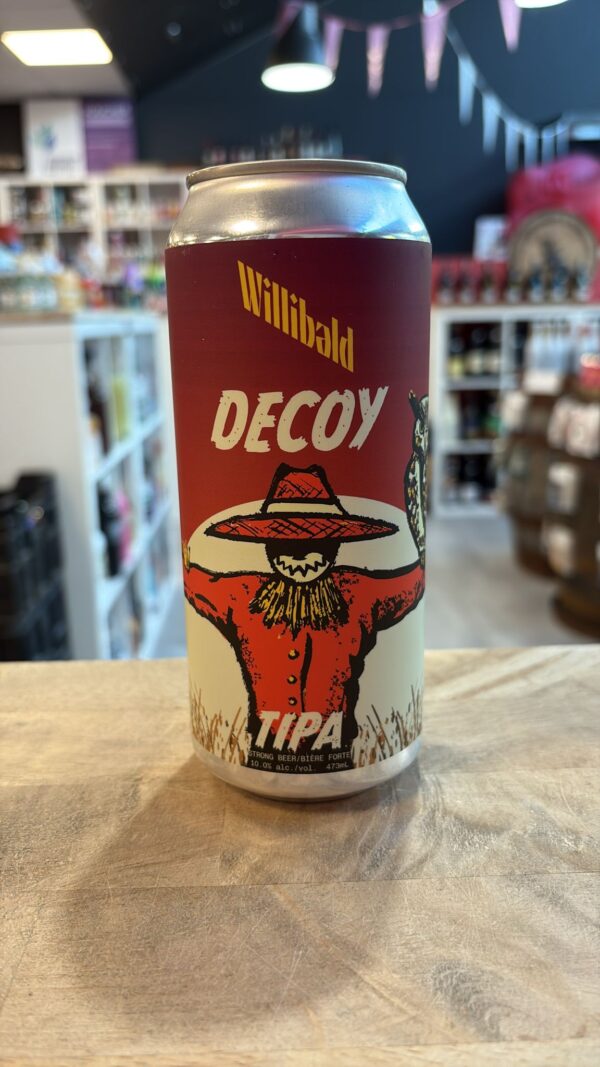 Willibald
DECOY
TIPA
STRONG BEER/BIÈRE FORTE
10.0% alc./vol. 473mL